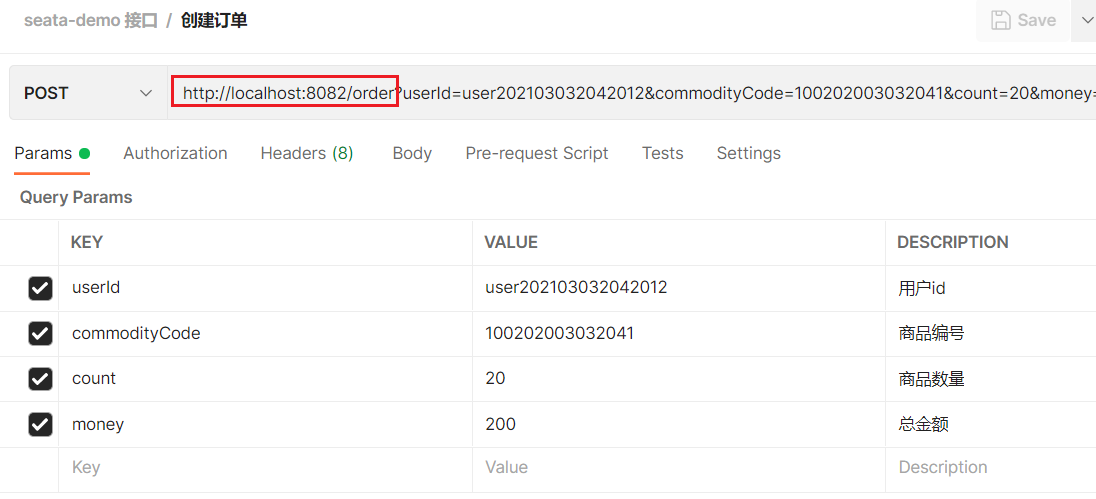 seata-demo 接口 / 创建订单
Save
POST
http://localhost:8082/order?userId=user202103032042012&commodityCode=100202003032041&count=20&money=
Params Authorization Headers (8) Body Pre-request Script Tests Settings
Query Params
KEY VALUE DESCRIPTION
userId user202103032042012 用户id
commodityCode 100202003032041 商品编号
count 20 商品数量
money 200 总金额
Key Value Description